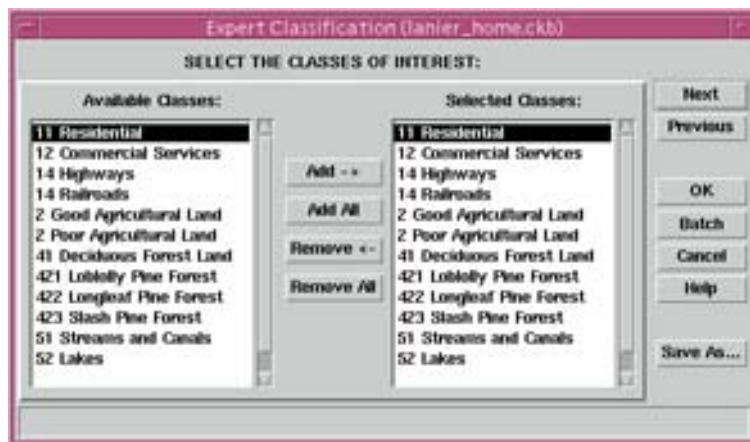 Expert Classification (lanier_home.ckb)
SELECT THE CLASSES OF INTEREST:
Available Classes:
11 Residential
12 Commercial Services
14 Highways
14 Railroads
2 Good Agricultural Land
2 Poor Agricultural Land
41 Deciduous Forest Land
421 Loblolly Pine Forest
422 Longleaf Pine Forest
423 Slash Pine Forest
51 Streams and Canals
52 Lakes
Add ->
Add All
Remove <-
Remove All
Selected Classes:
11 Residential
12 Commercial Services
14 Highways
14 Railroads
2 Good Agricultural Land
2 Poor Agricultural Land
41 Deciduous Forest Land
421 Loblolly Pine Forest
422 Longleaf Pine Forest
423 Slash Pine Forest
51 Streams and Canals
52 Lakes
Next
Previous
OK
Batch
Cancel
Help
Save As...